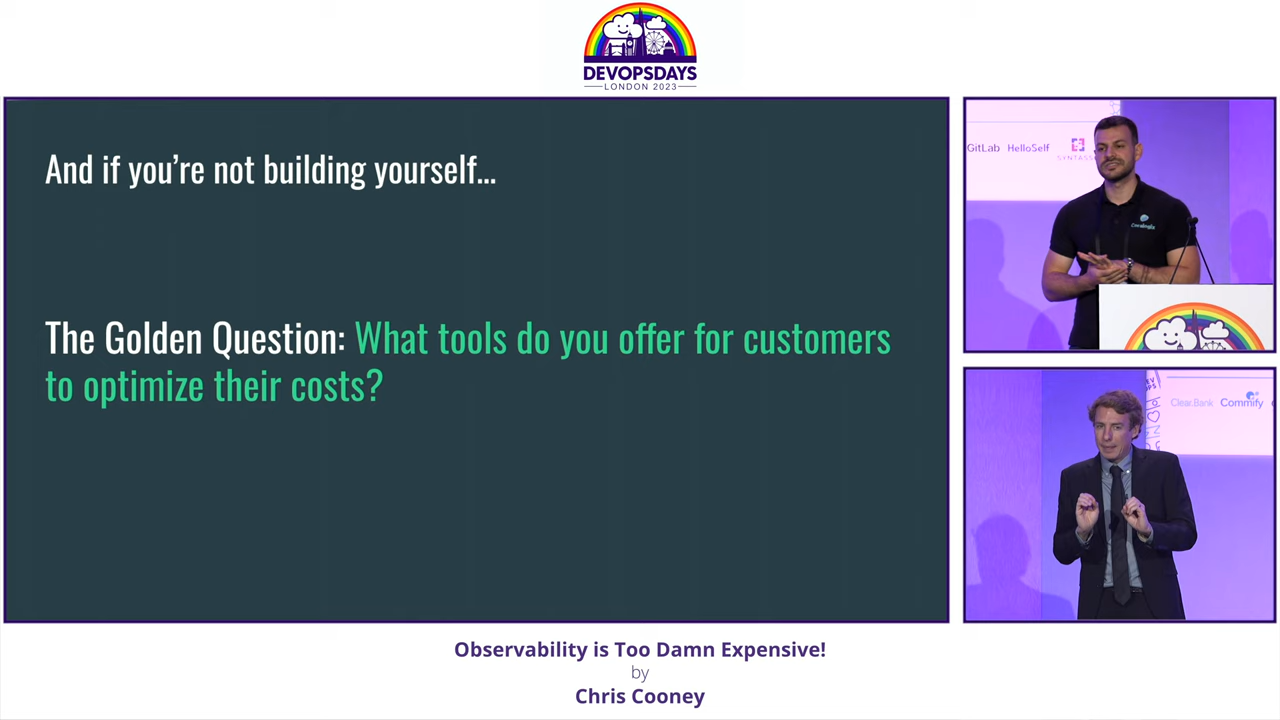 DEVOPSDAYS
LONDON 2023
And if you’re not building yourself...
The Golden Question: What tools do you offer for customers
to optimize their costs?
GitLab HelloSelf
Coralogix
Clear.Bank Commify
Observability is Too Damn Expensive!
by
Chris Cooney